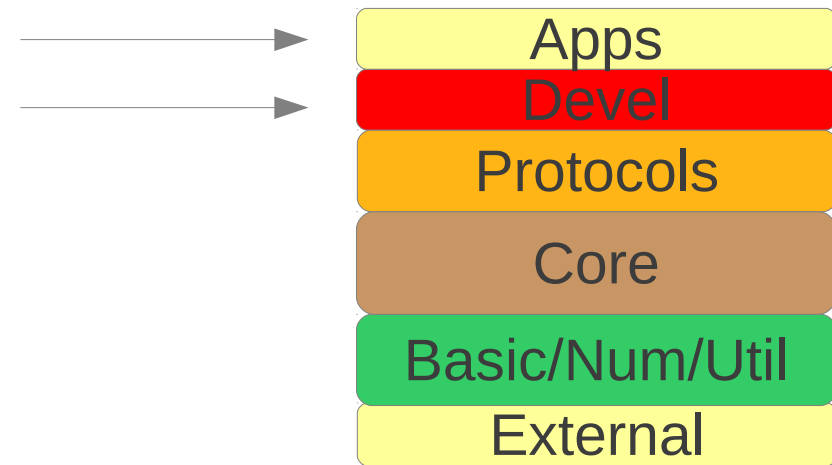 Apps
Devel
Protocols
Core
Basic/Num/Util
External